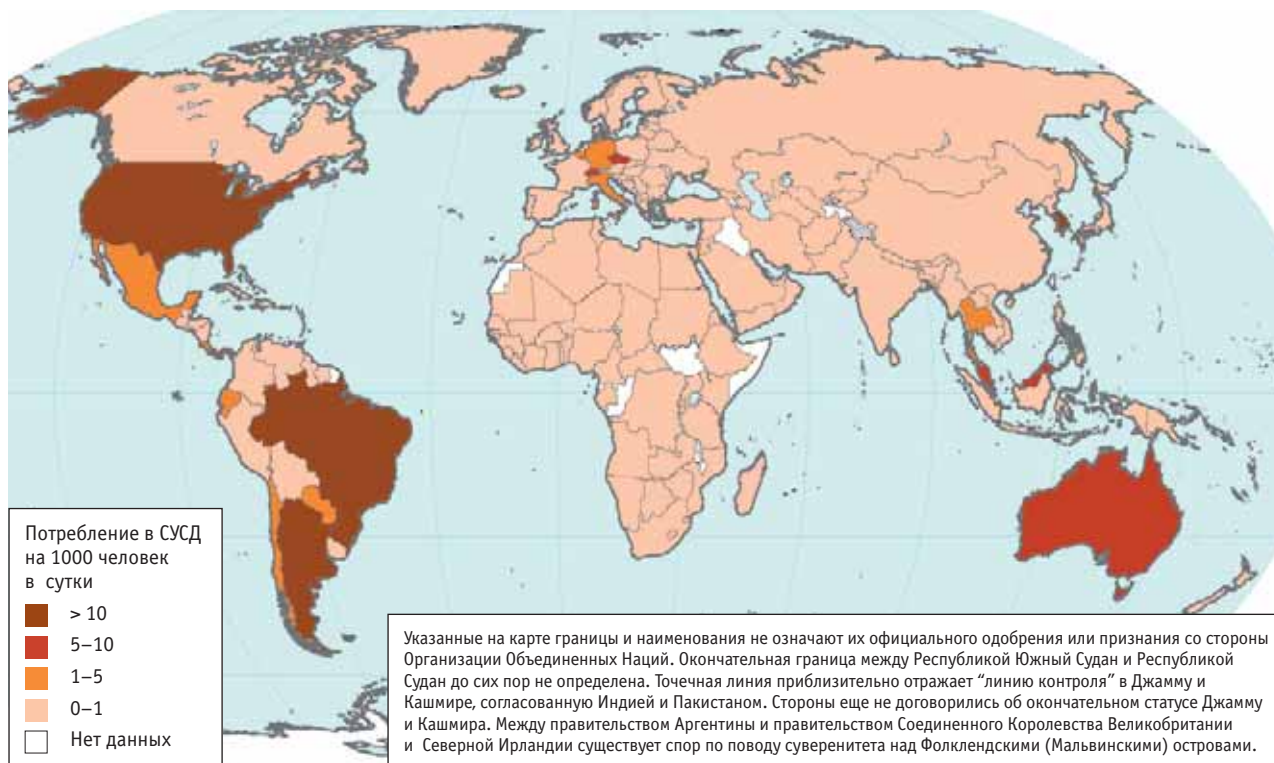 Потребление в СУСД
на 1000 человек
в сутки
> 10
5–10
1–5
0–1
Нет данных
Указанные на карте границы и наименования не означают их официального одобрения или признания со стороны
Организации Объединенных Наций. Окончательная граница между Республикой Южный Судан и Республикой
Судан до сих пор не определена. Точечная линия приблизительно отражает “линию контроля” в Джамму и
Кашмире, согласованную Индией и Пакистаном. Стороны еще не договорились об окончательном статусе Джамму
и Кашмира. Между правительством Аргентины и правительством Соединенного Королевства Великобритании
и Северной Ирландии существует спор по поводу суверенитета над Фолклендскими (Мальвинскими) островами.